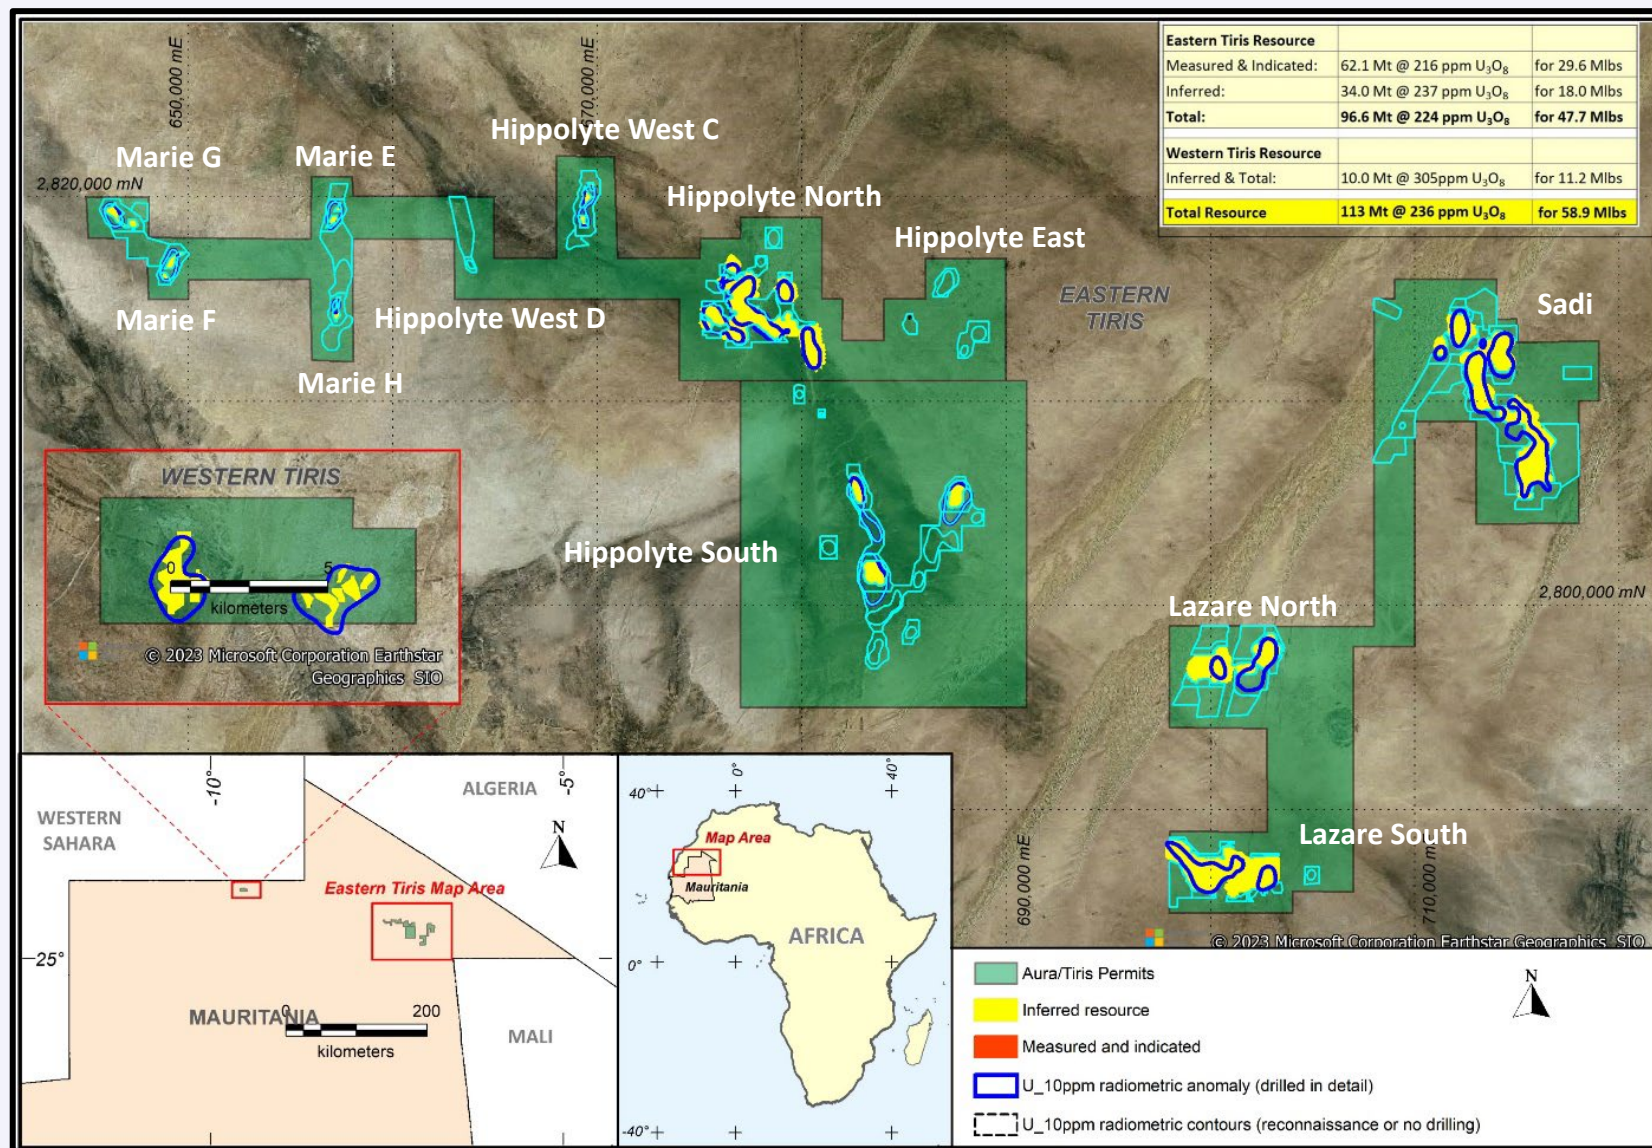 Eastern Tiris Resource
Measured & Indicated: 62.1 Mt @ 216 ppm U₃O₈ for 29.6 Mlbs
Inferred: 34.0 Mt @ 237 ppm U₃O₈ for 18.0 Mlbs
Total: 96.6 Mt @ 224 ppm U₃O₈ for 47.7 Mlbs
Western Tiris Resource
Inferred & Total: 10.0 Mt @ 305ppm U₃O₈ for 11.2 Mlbs
Total Resource 113 Mt @ 236 ppm U₃O₈ for 58.9 Mlbs
650,000 mE
670,000 mE
Hippolyte West C
Marie G
Marie E
2,820,000 mN
Hippolyte North
Hippolyte East
EASTERN
TIRIS
Sadi
Marie F
Hippolyte West D
Marie H
WESTERN TIRIS
0 5
kilometers
© 2023 Microsoft Corporation Earthstar
Geographics SIO
Hippolyte South
2,800,000 mN
Lazare North
Lazare South
690,000 mE
710,000 mE
© 2023 Microsoft Corporation Earthstar Geographics SIO
-10°
-5°
ALGERIA
WESTERN
SAHARA
N
Eastern Tiris Map Area
25°
MAURITANIA
0 200
kilometers
MALI
0°
40°
40°
Map Area
Mauritania
AFRICA
0°
-40°
Aura/Tiris Permits
N
Inferred resource
Measured and indicated
U_10ppm radiometric anomaly (drilled in detail)
U_10ppm radiometric contours (reconnaissance or no drilling)